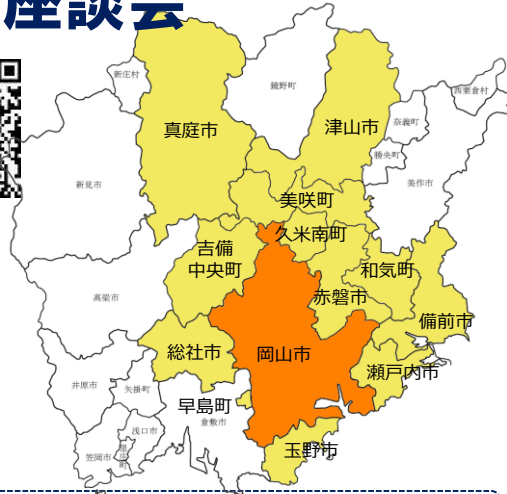 座談会
新庄村
鏡野町
西粟倉村
真庭市
津山市
奈義町
勝央町
新見市
美作市
美咲町
久米南町
吉備
中央町
和気町
高梁市
赤磐市
備前市
総社市
岡山市
瀬戸内市
井原市
矢掛町
早島町
倉敷市
浅口市
玉野市
笠岡市
里庄町